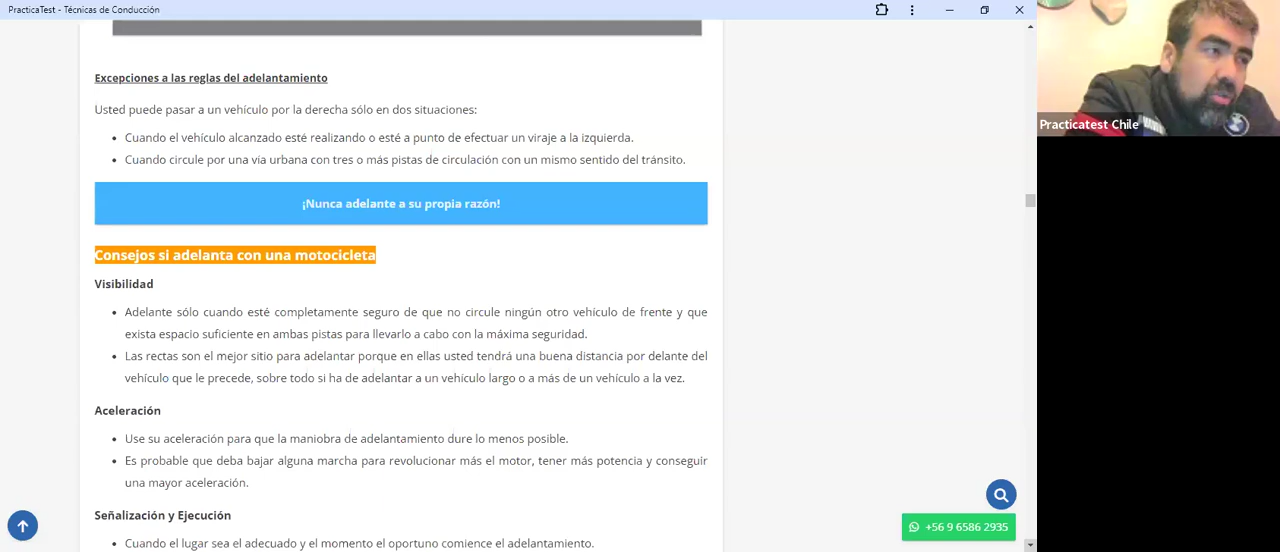 PracticaTest - Técnicas de Conducción
Excepciones a las reglas del adelantamiento
Usted puede pasar a un vehículo por la derecha sólo en dos situaciones:
Cuando el vehículo alcanzado esté realizando o esté a punto de efectuar un viraje a la izquierda.
Cuando circule por una vía urbana con tres o más pistas de circulación con un mismo sentido del tránsito.
¡Nunca adelante a su propia razón!
Consejos si adelanta con una motocicleta
Visibilidad
Adelante sólo cuando esté completamente seguro de que no circule ningún otro vehículo de frente y que
exista espacio suficiente en ambas pistas para llevarlo a cabo con la máxima seguridad.
Las rectas son el mejor sitio para adelantar porque en ellas usted tendrá una buena distancia por delante del
vehículo que le precede, sobre todo si ha de adelantar a un vehículo largo o a más de un vehículo a la vez.
Aceleración
Use su aceleración para que la maniobra de adelantamiento dure lo menos posible.
Es probable que deba bajar alguna marcha para revolucionar más el motor, tener más potencia y conseguir
una mayor aceleración.
Señalización y Ejecución
Cuando el lugar sea el adecuado y el momento el oportuno comience el adelantamiento.
+56 9 6586 2935
Practicatest Chile